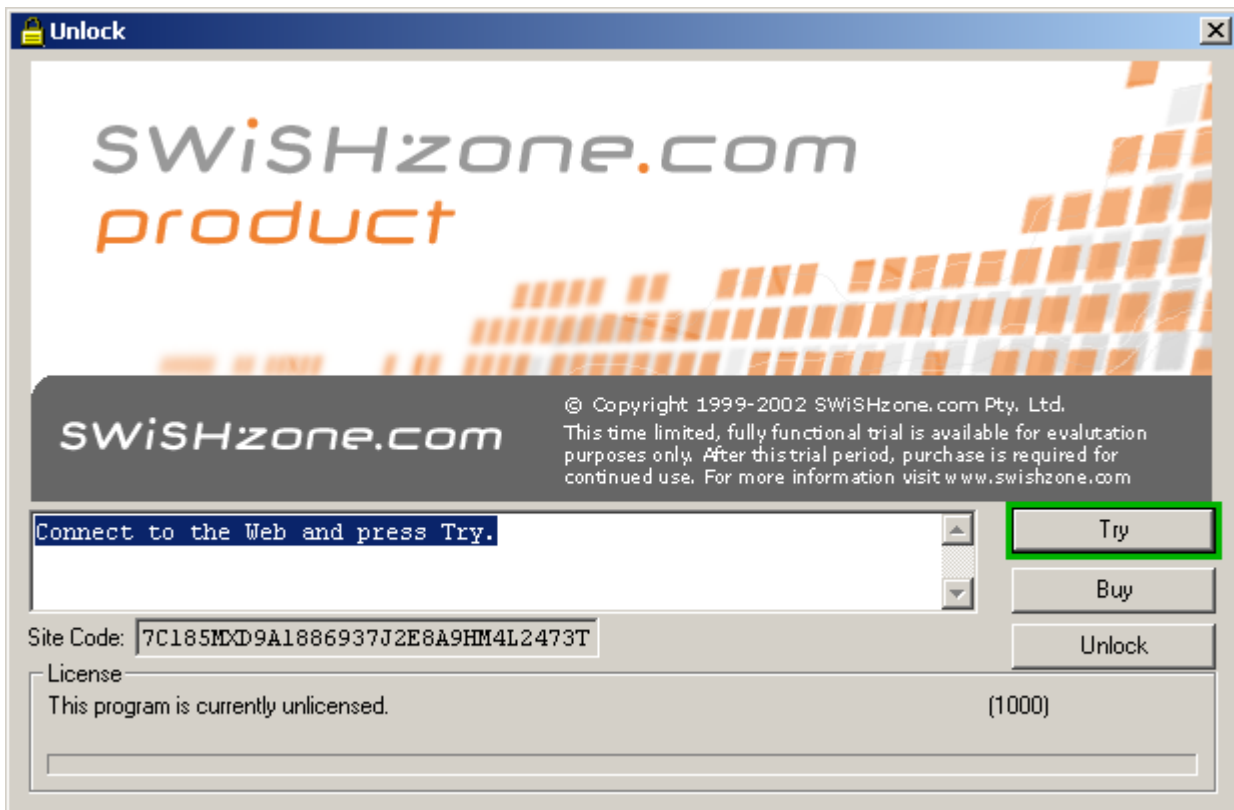 Unlock
SWiSHzone.com
product
SWiSHzone.com
© Copyright 1999-2002 SWiSHzone.com Pty. Ltd.
This time limited, fully functional trial is available for evalutation
purposes only. After this trial period, purchase is required for
continued use. For more information visit www.swishzone.com
Connect to the Web and press Try.
Try
Buy
Site Code: 7C185MXD9A1886937J2E8A9HM4L2473T
Unlock
License
This program is currently unlicensed.
(1000)